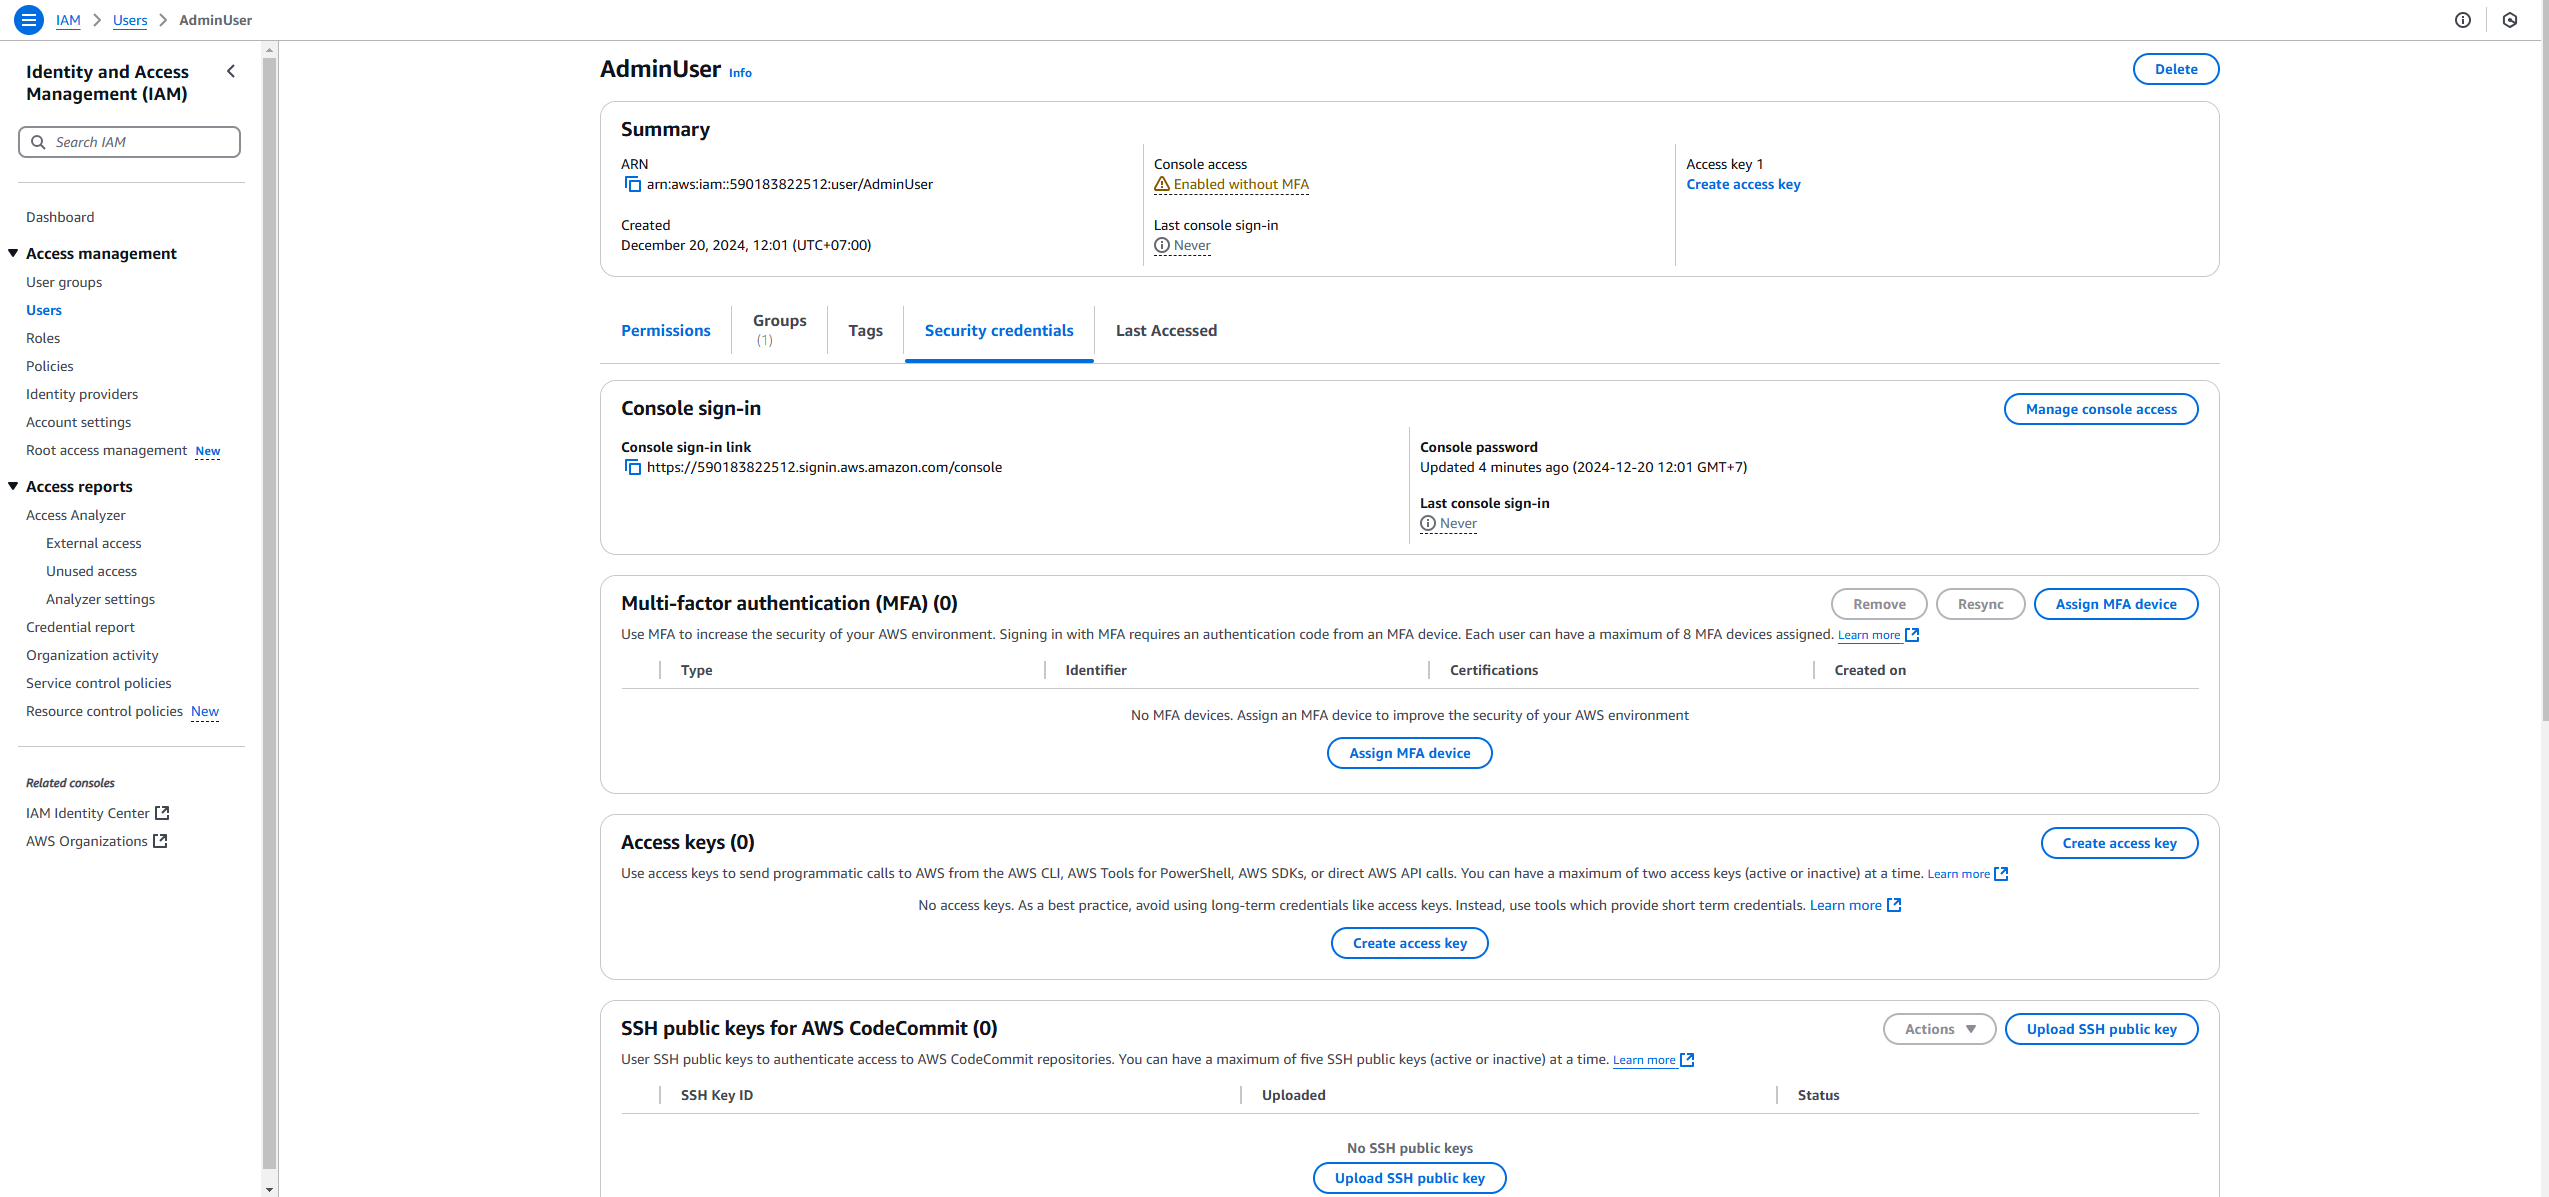 IAM > Users > AdminUser
Identity and Access
Management (IAM)
Search IAM
Dashboard
Access management
User groups
Users
Roles
Policies
Identity providers
Account settings
Root access management New
Access reports
Access Analyzer
External access
Unused access
Analyzer settings
Credential report
Organization activity
Service control policies
Resource control policies New
Related consoles
IAM Identity Center
AWS Organizations
AdminUser Info
Delete
Summary
ARN
arn:aws:iam::590183822512:user/AdminUser
Created
December 20, 2024, 12:01 (UTC+07:00)
Console access
Enabled without MFA
Last console sign-in
Never
Access key 1
Create access key
Permissions
Groups
(1)
Tags
Security credentials
Last Accessed
Console sign-in
Manage console access
Console sign-in link
https://590183822512.signin.aws.amazon.com/console
Console password
Updated 4 minutes ago (2024-12-20 12:01 GMT+7)
Last console sign-in
Never
Multi-factor authentication (MFA) (0)
Remove Resync Assign MFA device
Use MFA to increase the security of your AWS environment. Signing in with MFA requires an authentication code from an MFA device. Each user can have a maximum of 8 MFA devices assigned. Learn more
Type Identifier Certifications Created on
No MFA devices. Assign an MFA device to improve the security of your AWS environment
Assign MFA device
Access keys (0)
Create access key
Use access keys to send programmatic calls to AWS from the AWS CLI, AWS Tools for PowerShell, AWS SDKs, or direct AWS API calls. You can have a maximum of two access keys (active or inactive) at a time. Learn more
No access keys. As a best practice, avoid using long-term credentials like access keys. Instead, use tools which provide short term credentials. Learn more
Create access key
SSH public keys for AWS CodeCommit (0)
Actions Upload SSH public key
User SSH public keys to authenticate access to AWS CodeCommit repositories. You can have a maximum of five SSH public keys (active or inactive) at a time. Learn more
SSH Key ID Uploaded Status
No SSH public keys
Upload SSH public key